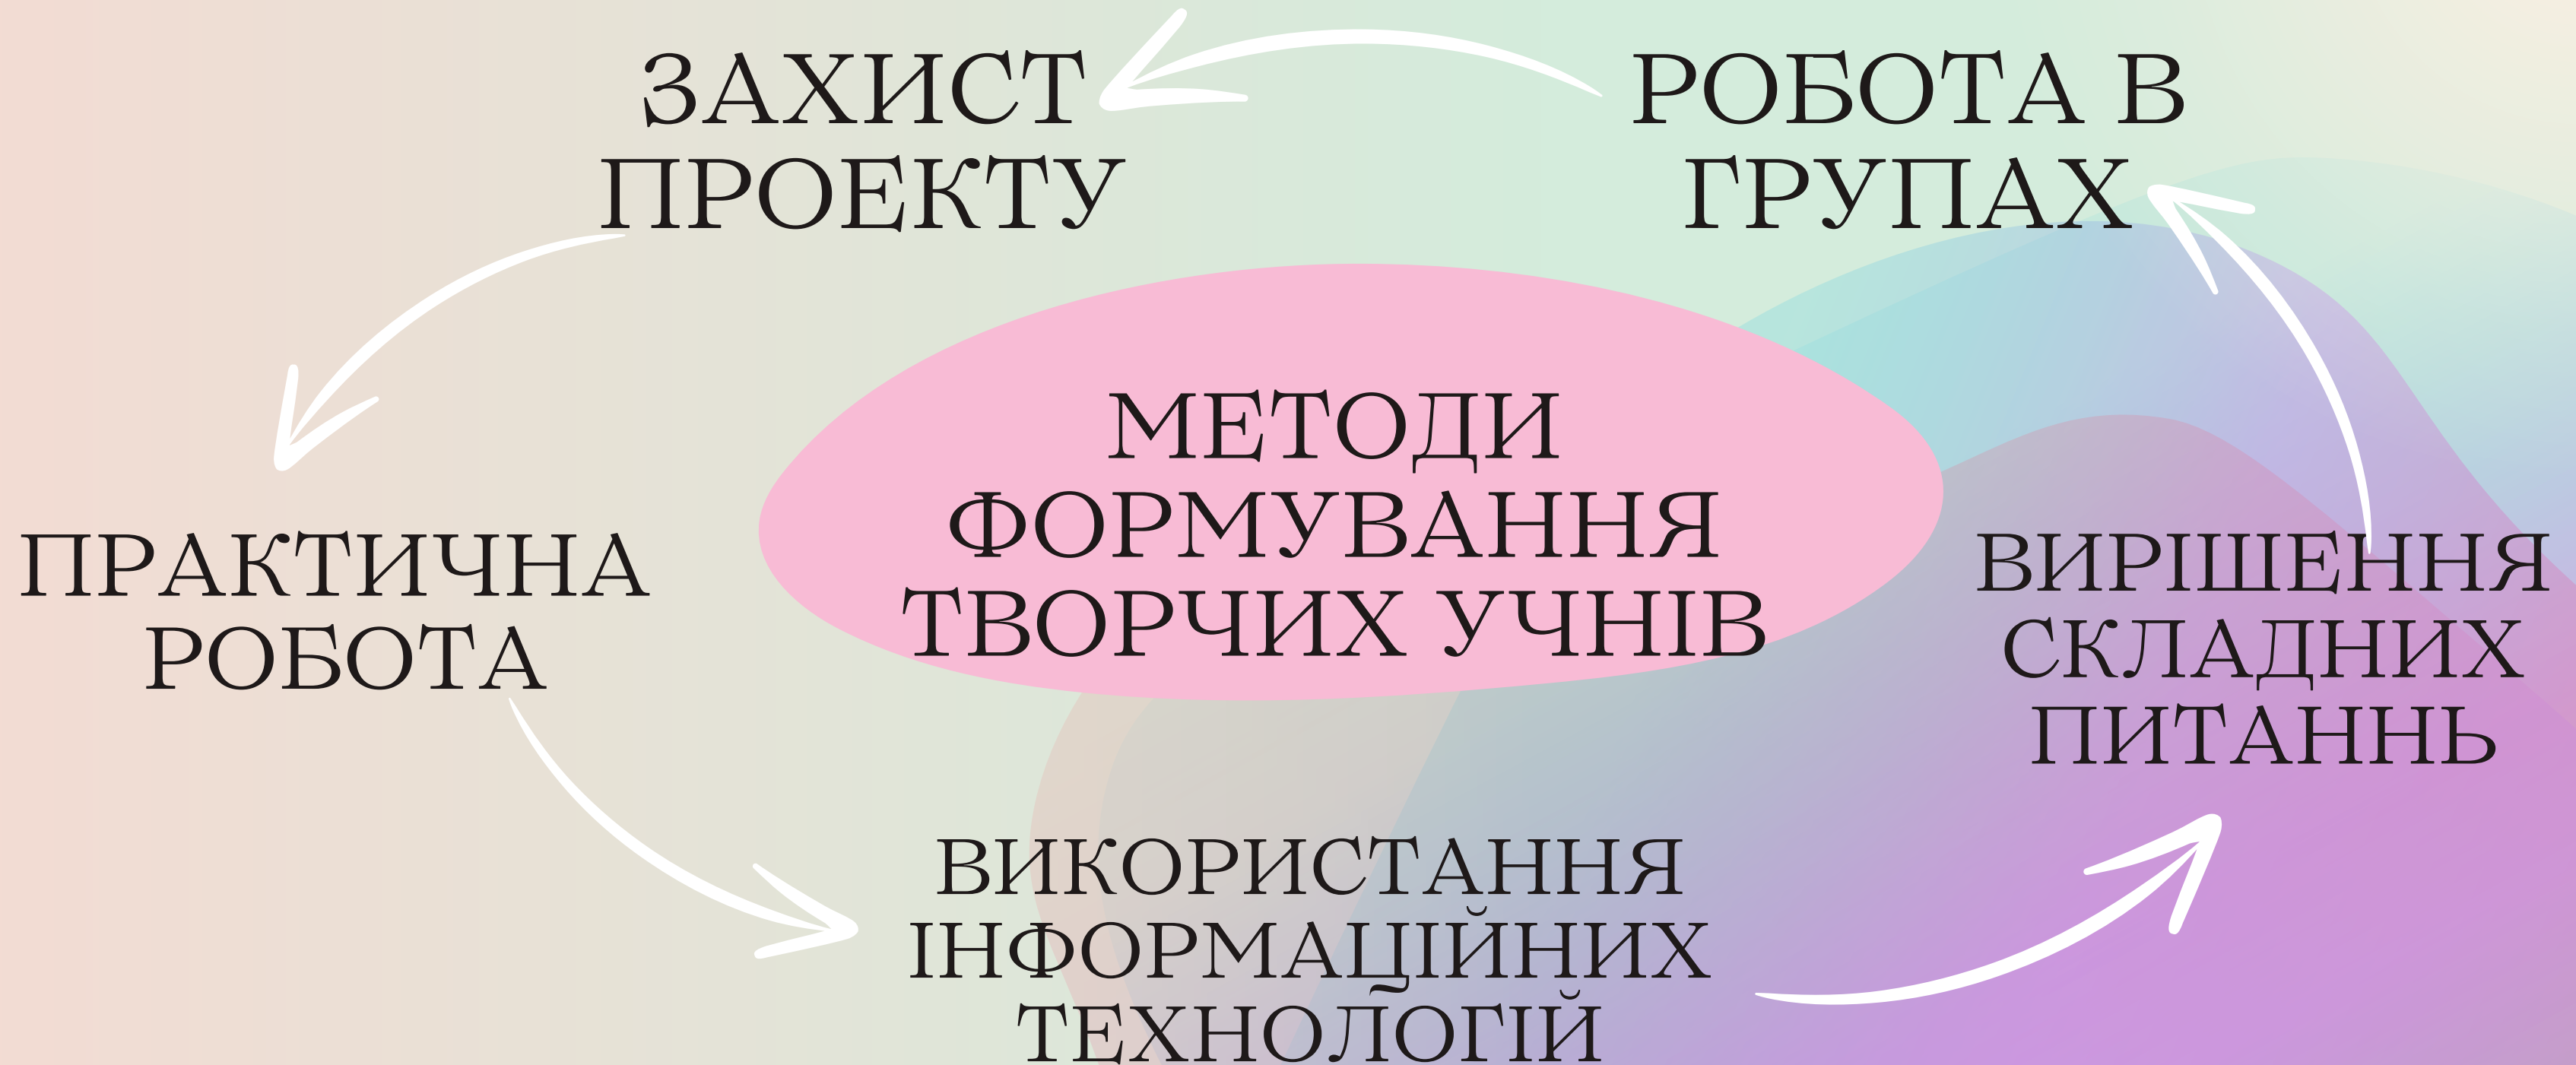 ЗАХИСТ
ПРОЕКТУ
РОБОТА В
ГРУПАХ
МЕТОДИ
ФОРМУВАННЯ
ТВОРЧИХ УЧНІВ
ПРАКТИЧНА
РОБОТА
ВИРІШЕННЯ
СКЛАДНИХ
ПИТАННЬ
ВИКОРИСТАННЯ
ІНФОРМАЦІЙНИХ
ТЕХНОЛОГІЙ